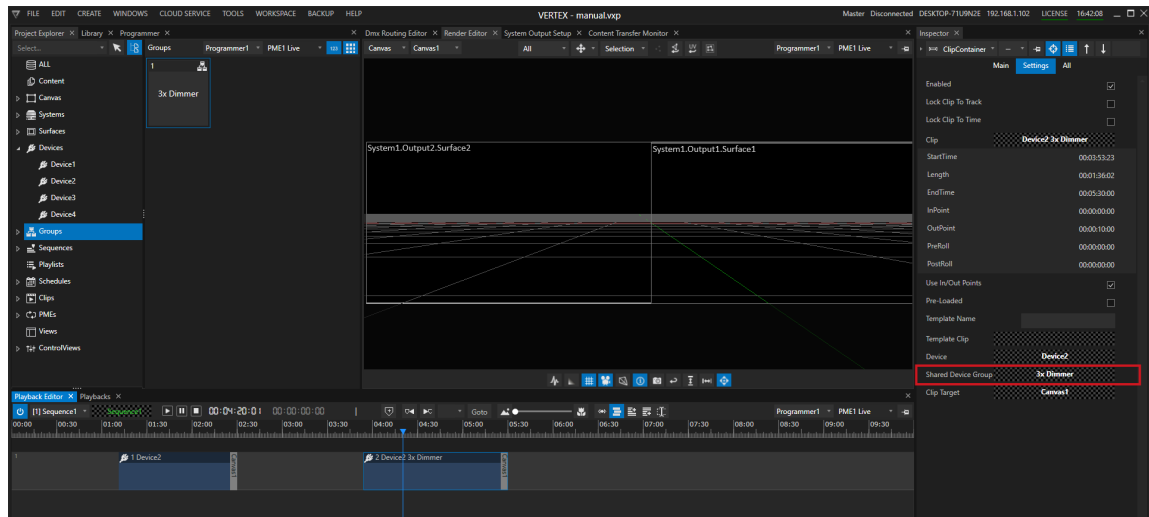 FILE EDIT CREATE WINDOWS CLOUD SERVICE TOOLS WORKSPACE BACKUP HELP VERTEX - manual.vxp Master Disconnected DESKTOP-71U9N2E 192.168.1.102 LICENSE 16:42:08
Project Explorer Library Programmer Dmx Routing Editor Render Editor System Output Setup Content Transfer Monitor Inspector
Select... Groups Programmer1 PME1 Live 123 Canvas Canvas1 All Selection Programmer1 PME1 Live ClipContainer
Main Settings All
ALL
Content
Canvas
Systems
Surfaces
Devices
Device1
Device2
Device3
Device4
Groups
Sequences
Playlists
Schedules
Clips
PMEs
Views
ControlViews
1
3x Dimmer
System1.Output2.Surface2 System1.Output1.Surface1
Enabled
Lock Clip To Track
Lock Clip To Time
Clip Device2 3x Dimmer
StartTime 00:03:53:23
Length 00:01:36:02
EndTime 00:05:30:00
InPoint 00:00:00:00
OutPoint 00:00:10:00
PreRoll 00:00:00:00
PostRoll 00:00:00:00
Use In/Out Points
Pre-Loaded
Template Name
Template Clip
Device Device2
Shared Device Group 3x Dimmer
Clip Target Canvas1
Playback Editor Playbacks
[1] Sequence1 Sequence1 00:04:20:01 00:00:00:00 Goto Programmer1 PME1 Live
00:00 00:30 01:00 01:30 02:00 02:30 03:00 03:30 04:00 04:30 05:00 05:30 06:00 06:30 07:00 07:30 08:00 08:30 09:00 09:30
1 1 Device2 Canvas1 2 Device2 3x Dimmer Canvas1